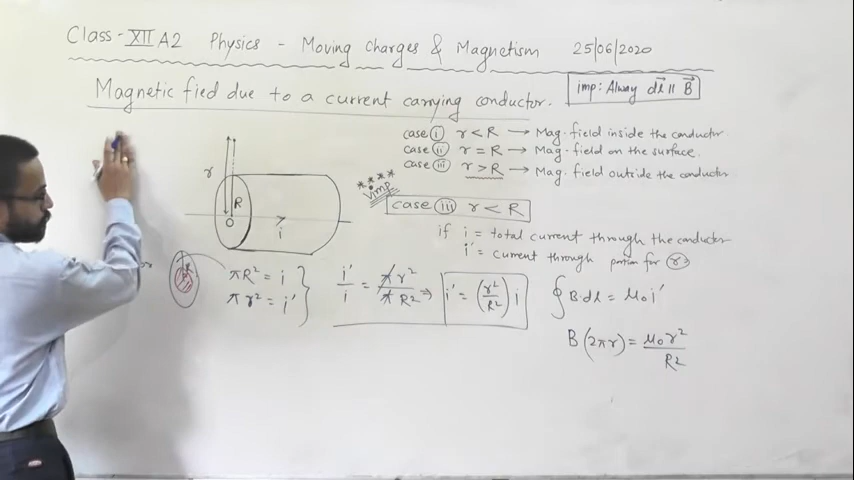 Class-XII A2 Physics - Moving Charges & Magnetism 25/06/2020
Magnetic fied due to a current carrying conductor.
imp: Alway dl⃗ || B⃗
case (i) r < R → Mag. field inside the conductor.
case (ii) r = R → Mag. field on the surface.
case (iii) r > R → Mag. field outside the conductor
**** Vimp
case (iii) r < R
r
R
O
i
if i = total current through the conductor
i' = current through portion for (r)
πR² = i
πr² = i'
i'/i = πr²/πR² ⇒ i' = (r²/R²) i
∮ B·dl = μ₀i'
B(2πr) = μ₀r²/R²